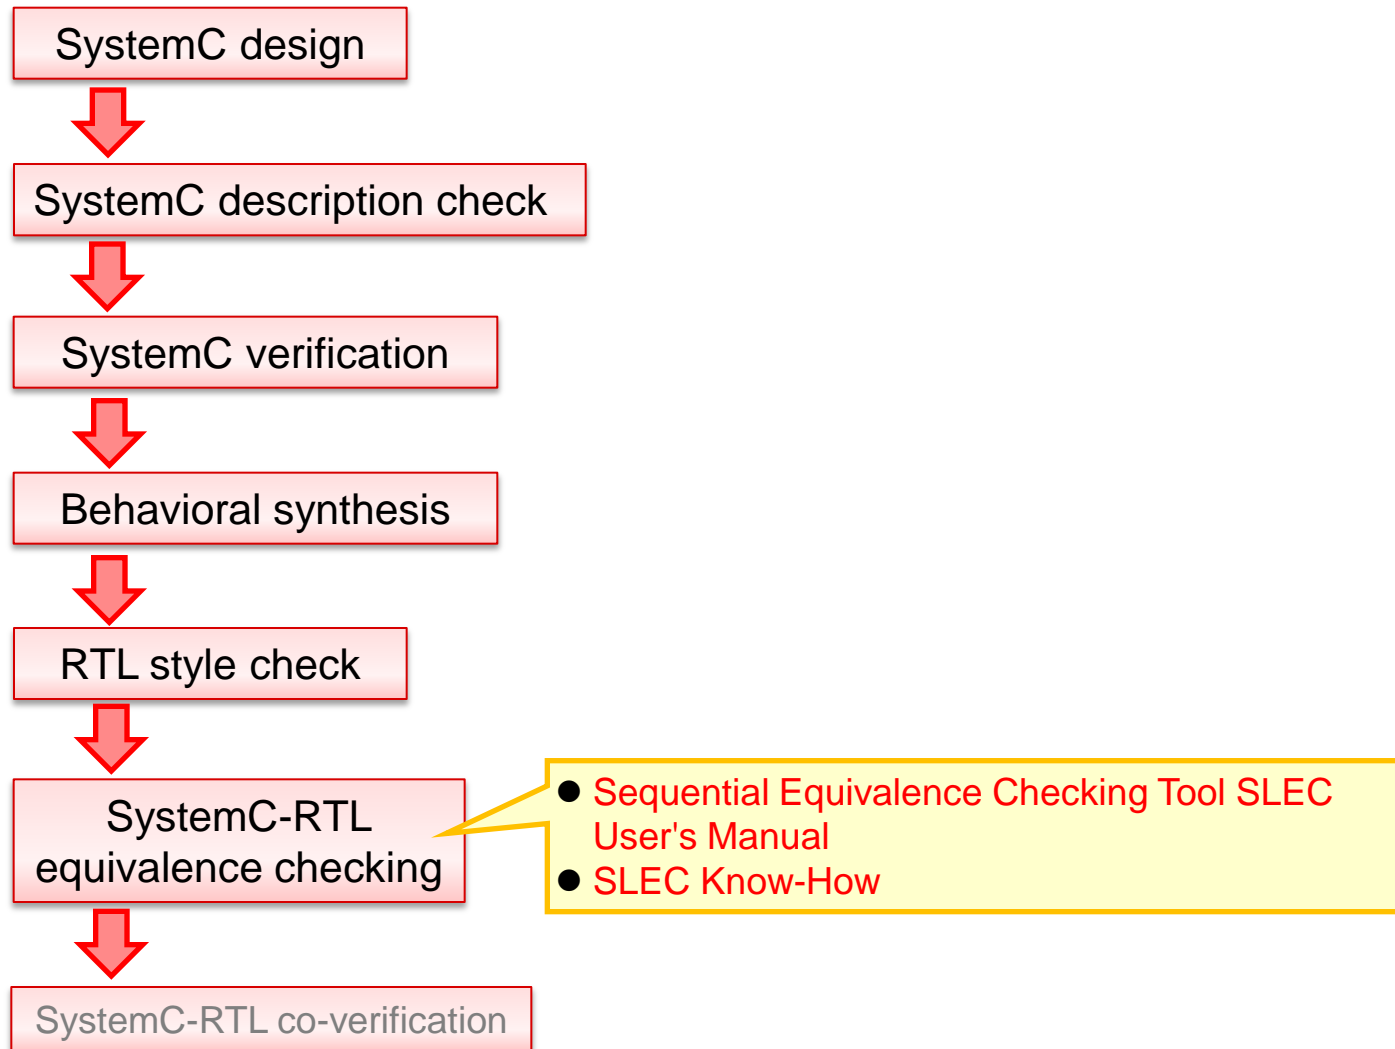 SystemC design
SystemC description check
SystemC verification
Behavioral synthesis
RTL style check
SystemC-RTL
equivalence checking
● Sequential Equivalence Checking Tool SLEC
User's Manual
● SLEC Know-How
SystemC-RTL co-verification